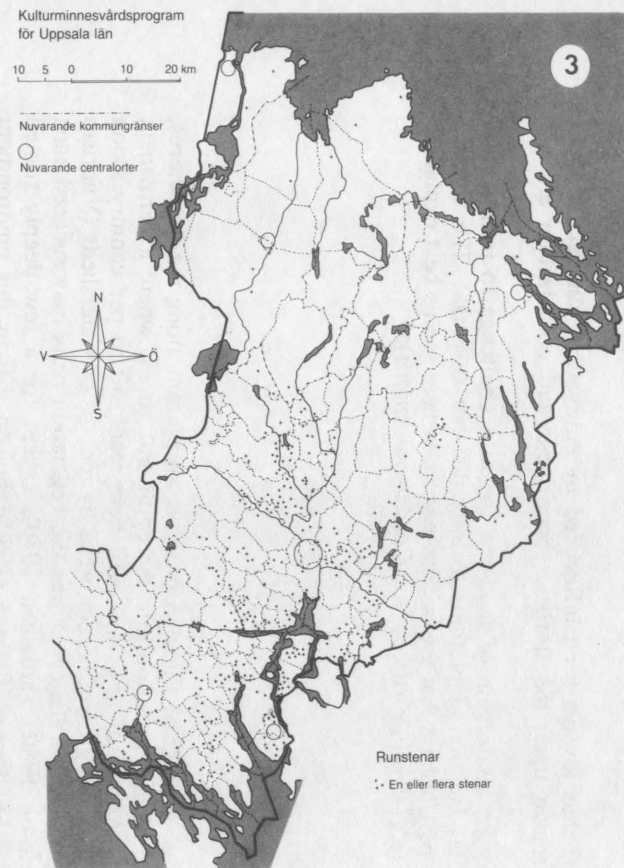 Kulturminnesvårdsprogram
för Uppsala län
10 5 0 10 20 km
Nuvarande kommungränser
Nuvarande centralorter
3
N
V Ö
S
Runstenar
En eller flera stenar